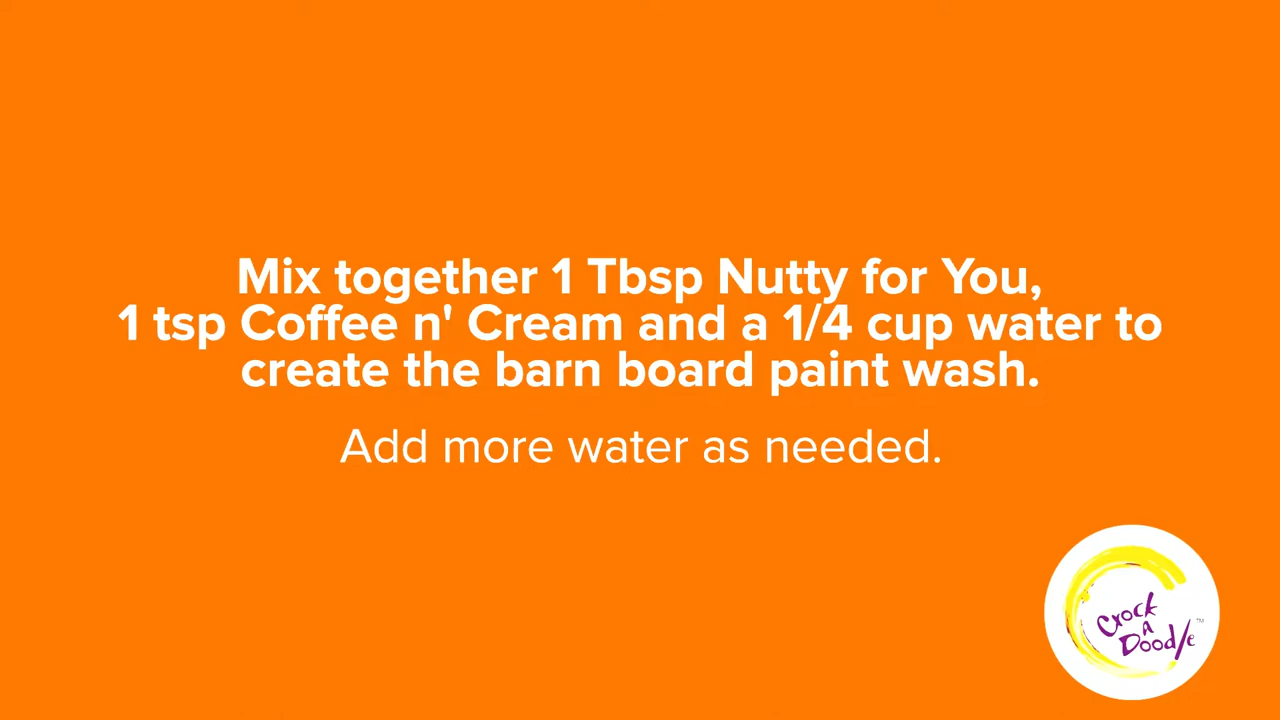 Mix together 1 Tbsp Nutty for You,
1 tsp Coffee n' Cream and a 1/4 cup water to
create the barn board paint wash.
Add more water as needed.
Crock
a
Doodle
TM